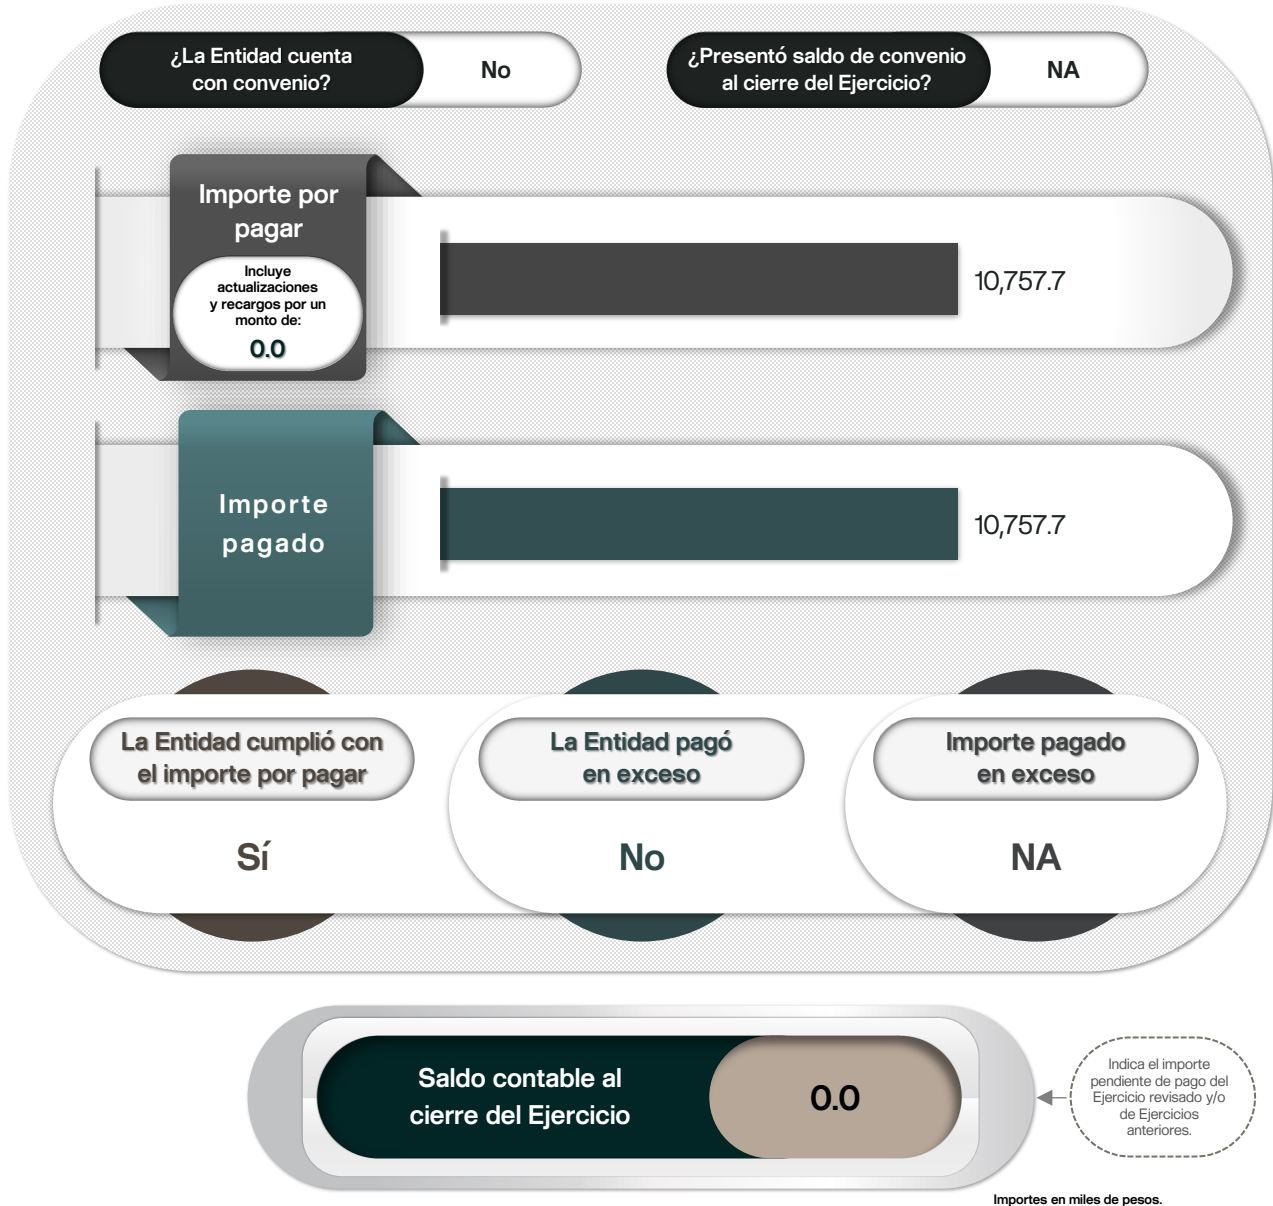 ¿La Entidad cuenta
con convenio?
No
¿Presentó saldo de convenio
al cierre del Ejercicio?
NA
Importe por
pagar
Incluye
actualizaciones
y recargos por un
monto de:
0.0
10,757.7
Importe
pagado
10,757.7
La Entidad cumplió con
el importe por pagar
Sí
La Entidad pagó
en exceso
No
Importe pagado
en exceso
NA
Saldo contable al
cierre del Ejercicio
0.0
Indica el importe
pendiente de pago del
Ejercicio revisado y/o
de Ejercicios
anteriores.
Importes en miles de pesos.